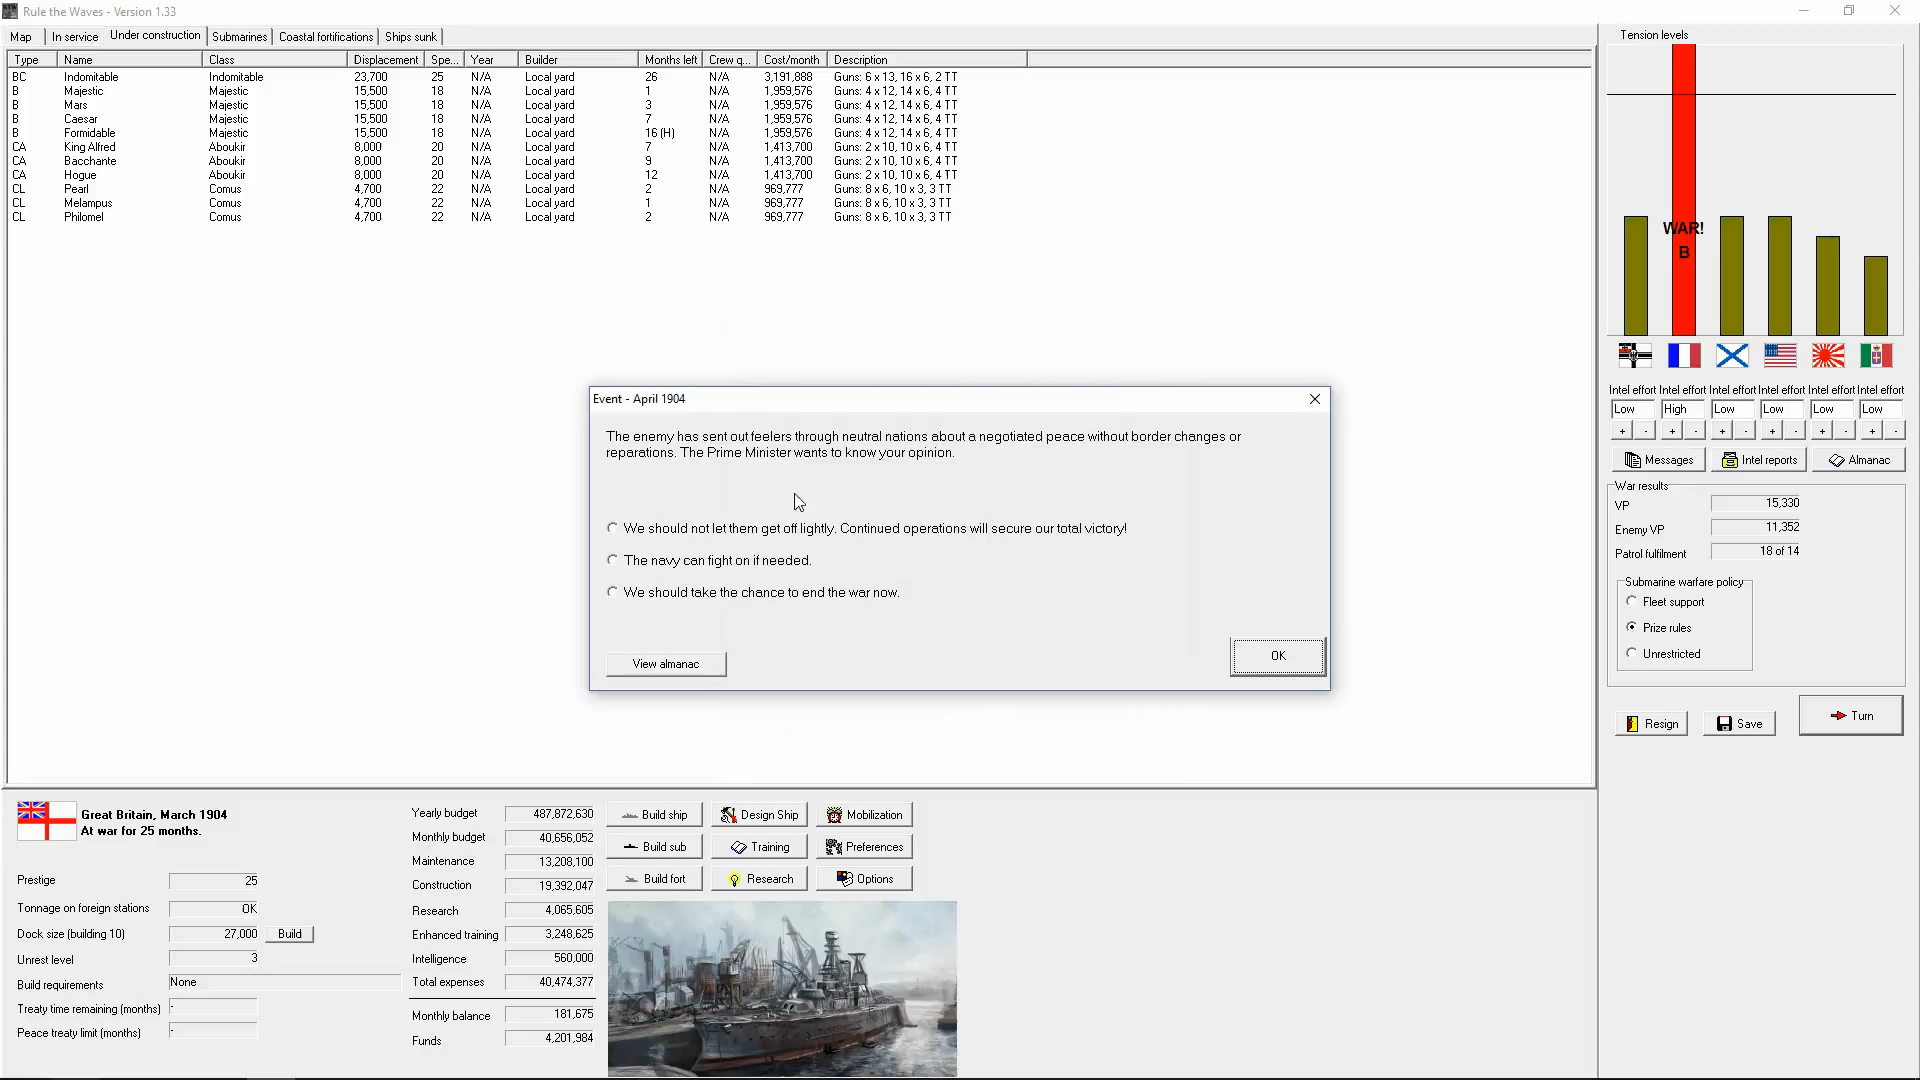 Rule the Waves - Version 1.33
Map In service Under construction Submarines Coastal fortifications Ships sunk
Type Name Class Displacement Spe... Year Builder Months left Crew q... Cost/month Description
BC Indomitable Indomitable 23,700 25 N/A Local yard 26 N/A 3,191,888 Guns: 6 x 13, 16 x 6, 2 TT
B Majestic Majestic 15,500 18 N/A Local yard 1 N/A 1,959,576 Guns: 4 x 12, 14 x 6, 4 TT
B Mars Majestic 15,500 18 N/A Local yard 3 N/A 1,959,576 Guns: 4 x 12, 14 x 6, 4 TT
B Caesar Majestic 15,500 18 N/A Local yard 7 N/A 1,959,576 Guns: 4 x 12, 14 x 6, 4 TT
B Formidable Majestic 15,500 18 N/A Local yard 16 (H) N/A 1,959,576 Guns: 4 x 12, 14 x 6, 4 TT
CA King Alfred Aboukir 8,000 20 N/A Local yard 7 N/A 1,413,700 Guns: 2 x 10, 10 x 6, 6 TT
CA Bacchante Aboukir 8,000 20 N/A Local yard 9 N/A 1,413,700 Guns: 2 x 10, 10 x 6, 6 TT
CA Hogue Aboukir 8,000 20 N/A Local yard 12 N/A 1,413,700 Guns: 2 x 10, 10 x 6, 6 TT
CL Pearl Comus 4,700 22 N/A Local yard 2 N/A 969,777 Guns: 8 x 6, 10 x 3, 3 TT
CL Melampus Comus 4,700 22 N/A Local yard 1 N/A 969,777 Guns: 8 x 6, 10 x 3, 3 TT
CL Philomel Comus 4,700 22 N/A Local yard 2 N/A 969,777 Guns: 8 x 6, 10 x 3, 3 TT
Event - April 1904
The enemy has sent out feelers through neutral nations about a negotiated peace without border changes or
reparations. The Prime Minister wants to know your opinion.
We should not let them get off lightly. Continued operations will secure our total victory!
The navy can fight on if needed.
We should take the chance to end the war now.
View almanac
OK
Tension levels
WAR!
B
Intel effort Intel effort Intel effort Intel effort Intel effort Intel effort
Low High Low Low Low Low
+ - + - + - + - + - + -
Messages Intel reports Almanac
War results
VP 15,330
Enemy VP 11,352
Patrol fulfilment 18 of 14
Submarine warfare policy
Fleet support
Prize rules
Unrestricted
Resign Save Turn
Great Britain, March 1904
At war for 25 months.
Prestige 25
Tonnage on foreign stations OK
Dock size (building 10) 27,000 Build
Unrest level 3
Build requirements None
Treaty time remaining (months) -
Peace treaty limit (months) -
Yearly budget 487,872,630
Monthly budget 40,656,052
Maintenance 13,208,100
Construction 19,392,047
Research 4,065,605
Enhanced training 3,248,625
Intelligence 560,000
Total expenses 40,474,377
Monthly balance 181,675
Funds 4,201,984
Build ship Design Ship Mobilization
Build sub Training Preferences
Build fort Research Options